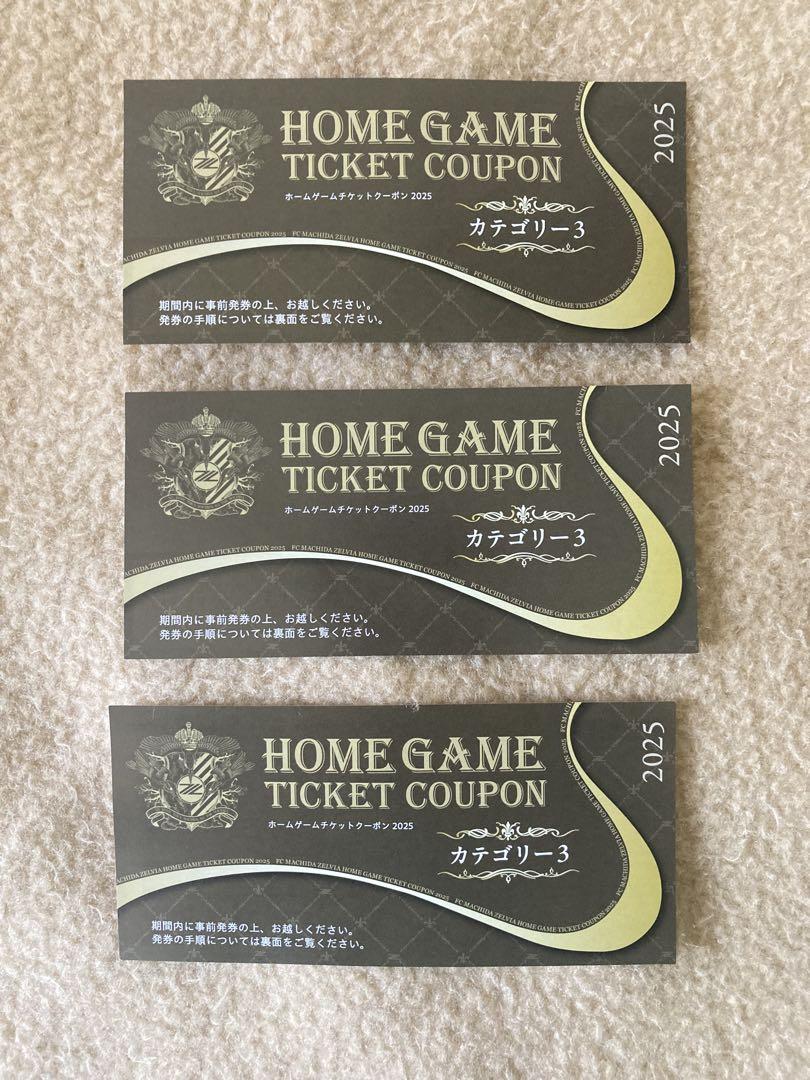 HOME GAME
TICKET COUPON
ホームゲームチケットクーポン 2025
カテゴリー3
2025
FC MACHIDA ZELVIA HOME GAME TICKET COUPON 2025
期間内に事前発券の上、お越しください。
発券の手順については裏面をご覧ください。
HOME GAME
TICKET COUPON
ホームゲームチケットクーポン 2025
カテゴリー3
2025
FC MACHIDA ZELVIA HOME GAME TICKET COUPON 2025
期間内に事前発券の上、お越しください。
発券の手順については裏面をご覧ください。
HOME GAME
TICKET COUPON
ホームゲームチケットクーポン 2025
カテゴリー3
2025
FC MACHIDA ZELVIA HOME GAME TICKET COUPON 2025
期間内に事前発券の上、お越しください。
発券の手順については裏面をご覧ください。